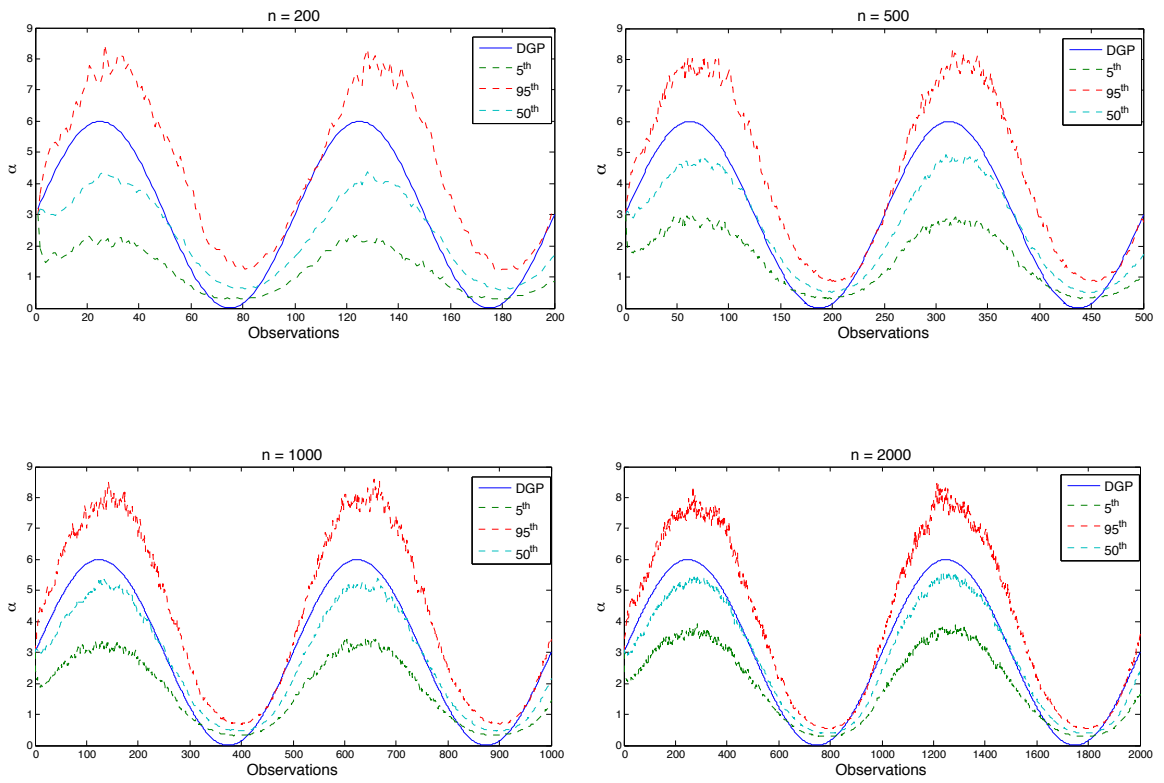 n = 200
9
8
7
6
5
4
3
2
1
0
α
0 20 40 60 80 100 120 140 160 180 200
Observations
DGP
5th
95th
50th
n = 500
9
8
7
6
5
4
3
2
1
0
α
0 50 100 150 200 250 300 350 400 450 500
Observations
DGP
5th
95th
50th
n = 1000
9
8
7
6
5
4
3
2
1
0
α
0 100 200 300 400 500 600 700 800 900 1000
Observations
DGP
5th
95th
50th
n = 2000
9
8
7
6
5
4
3
2
1
0
α
0 200 400 600 800 1000 1200 1400 1600 1800 2000
Observations
DGP
5th
95th
50th